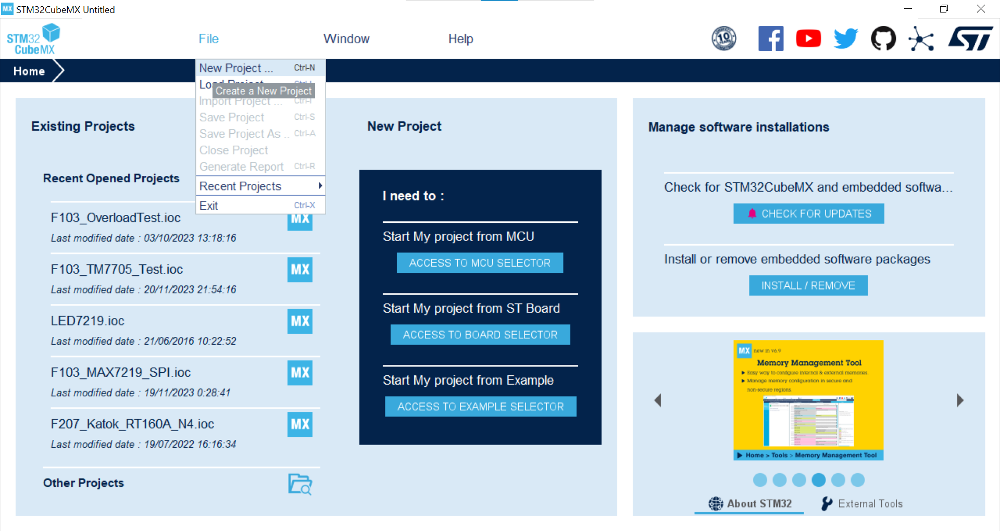 MX STM32CubeMX Untitled
STM32
CubeMX
File
Window
Help
10 YEARS
ST
Home
New Project ... Ctrl-N
Load Project Ctrl-L
Create a New Project
Import Project ... Ctrl-I
Save Project Ctrl-S
Save Project As .. Ctrl-A
Close Project
Generate Report Ctrl-R
Recent Projects
Exit Ctrl-X
Existing Projects
Recent Opened Projects
F103_OverloadTest.ioc
MX
Last modified date : 03/10/2023 13:18:16
F103_TM7705_Test.ioc
MX
Last modified date : 20/11/2023 21:54:16
LED7219.ioc
MX
Last modified date : 21/06/2016 10:22:52
F103_MAX7219_SPI.ioc
MX
Last modified date : 19/11/2023 0:28:41
F207_Katok_RT160A_N4.ioc
MX
Last modified date : 19/07/2022 16:16:34
Other Projects
New Project
I need to :
Start My project from MCU
ACCESS TO MCU SELECTOR
Start My project from ST Board
ACCESS TO BOARD SELECTOR
Start My project from Example
ACCESS TO EXAMPLE SELECTOR
Manage software installations
Check for STM32CubeMX and embedded softwa...
CHECK FOR UPDATES
Install or remove embedded software packages
INSTALL / REMOVE
MX new in v6.9
Memory Management Tool
Easy way to configure internal & external memories.
Manage memory configuration in secure and
non-secure regions.
Home > Tools > Memory Management Tool
About STM32
External Tools